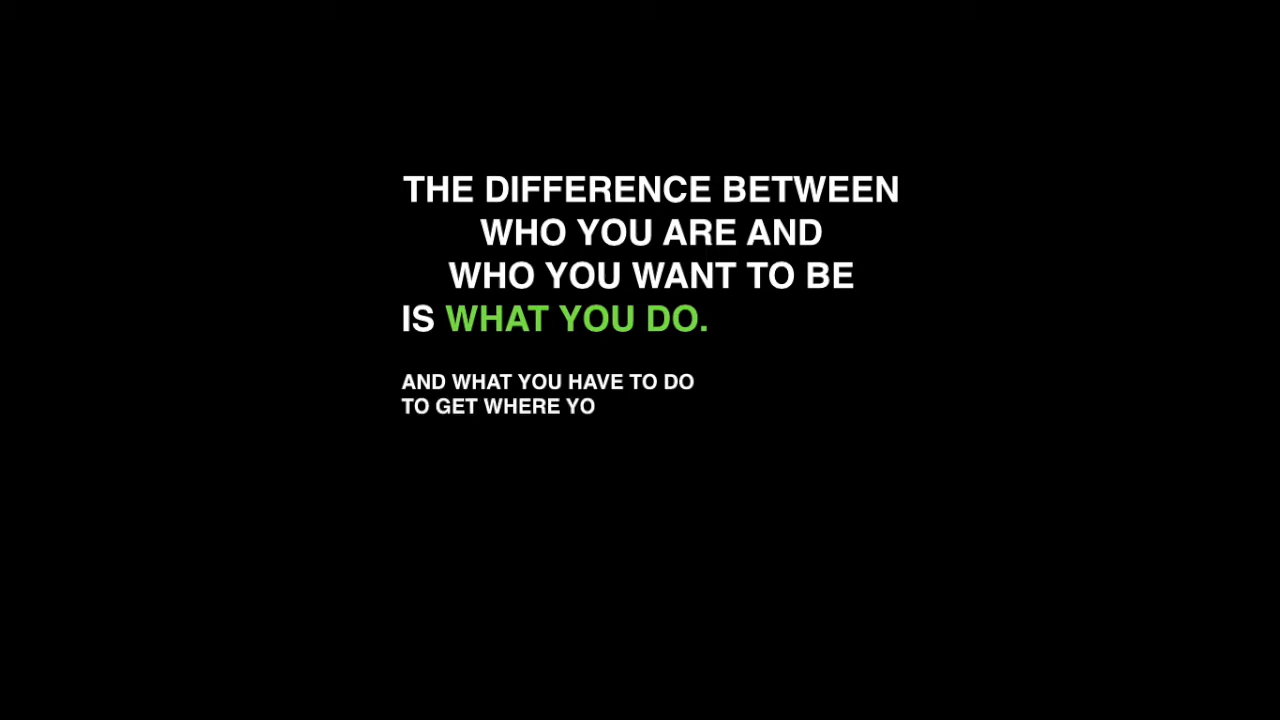 THE DIFFERENCE BETWEEN
WHO YOU ARE AND
WHO YOU WANT TO BE
IS WHAT YOU DO.
AND WHAT YOU HAVE TO DO
TO GET WHERE YO